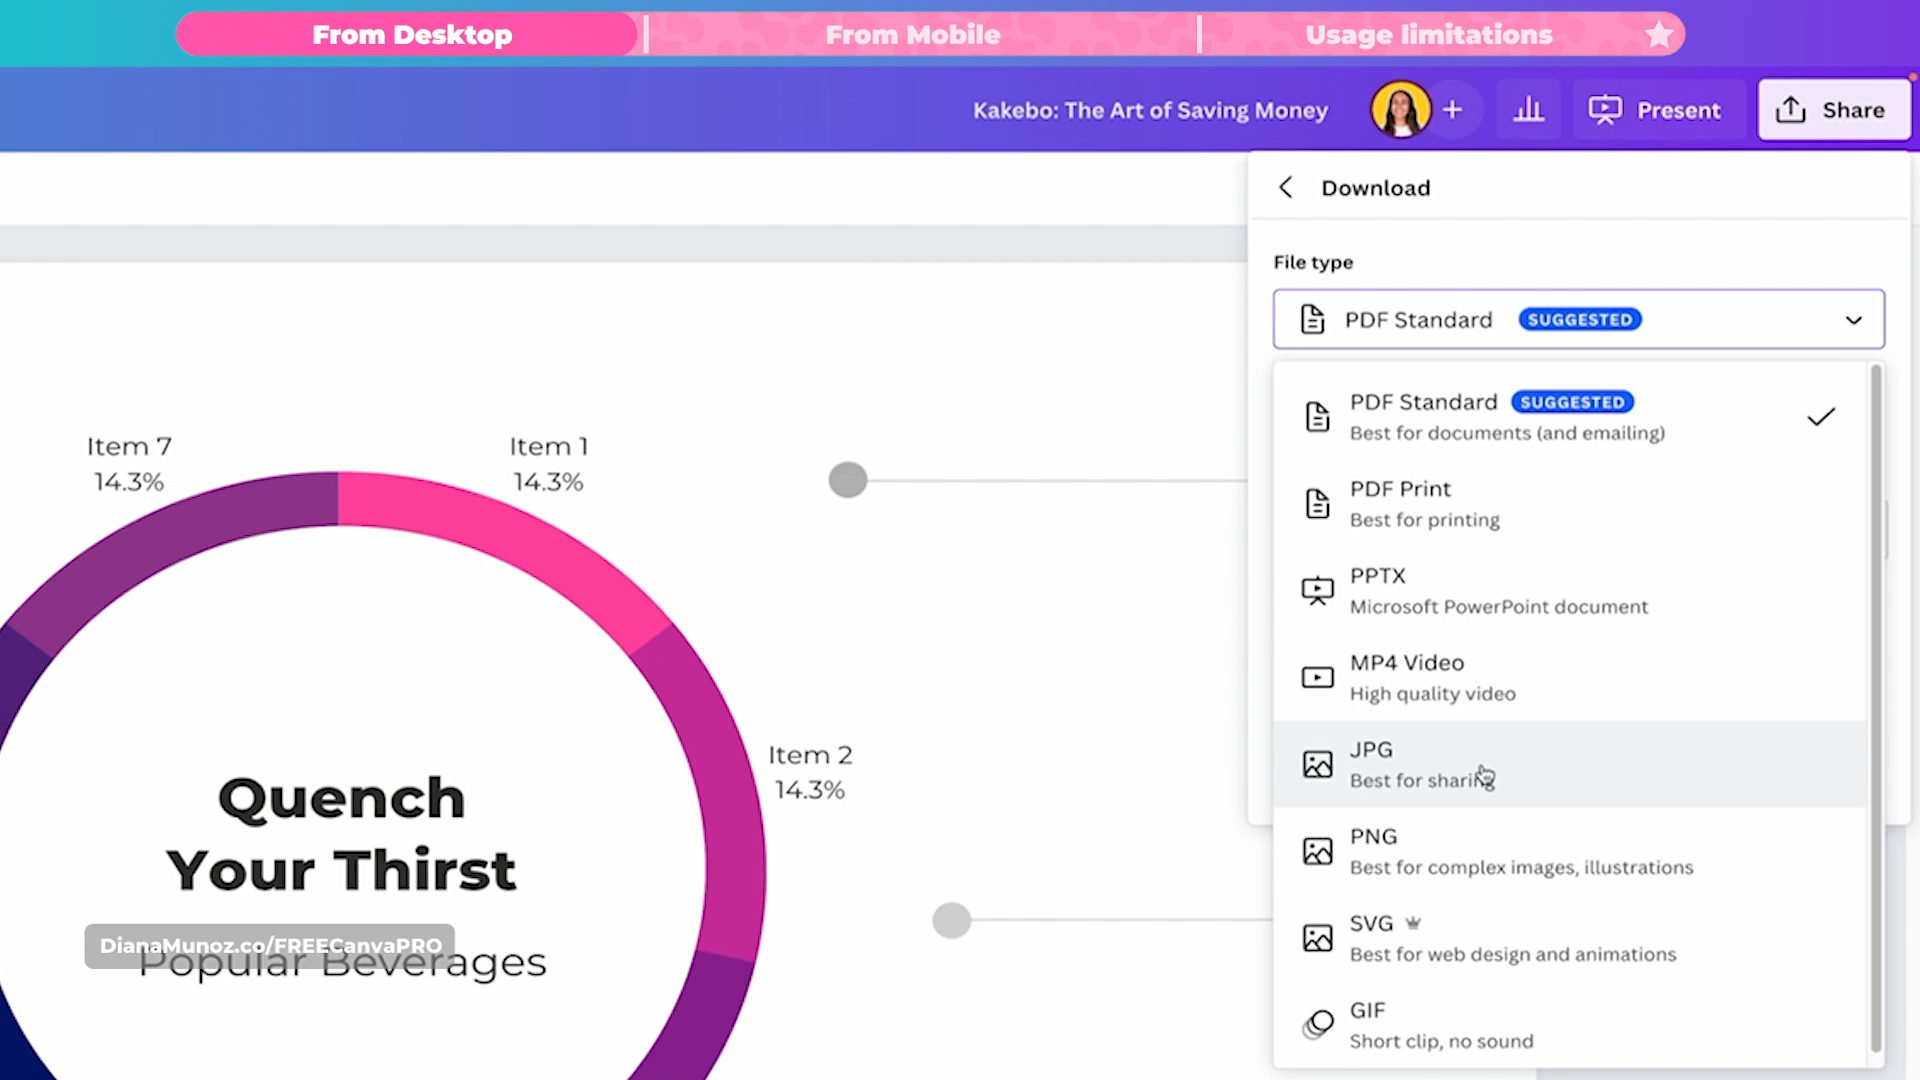 From Desktop
From Mobile
Usage limitations
Kakebo: The Art of Saving Money
Present
Share
Download
File type
PDF Standard SUGGESTED
PDF Standard SUGGESTED
Best for documents (and emailing)
PDF Print
Best for printing
PPTX
Microsoft PowerPoint document
MP4 Video
High quality video
JPG
Best for sharing
PNG
Best for complex images, illustrations
SVG
Best for web design and animations
GIF
Short clip, no sound
Item 7
14.3%
Item 1
14.3%
Item 2
14.3%
Quench
Your Thirst
Popular Beverages
DianaMunoz.co/FREECanvaPRO